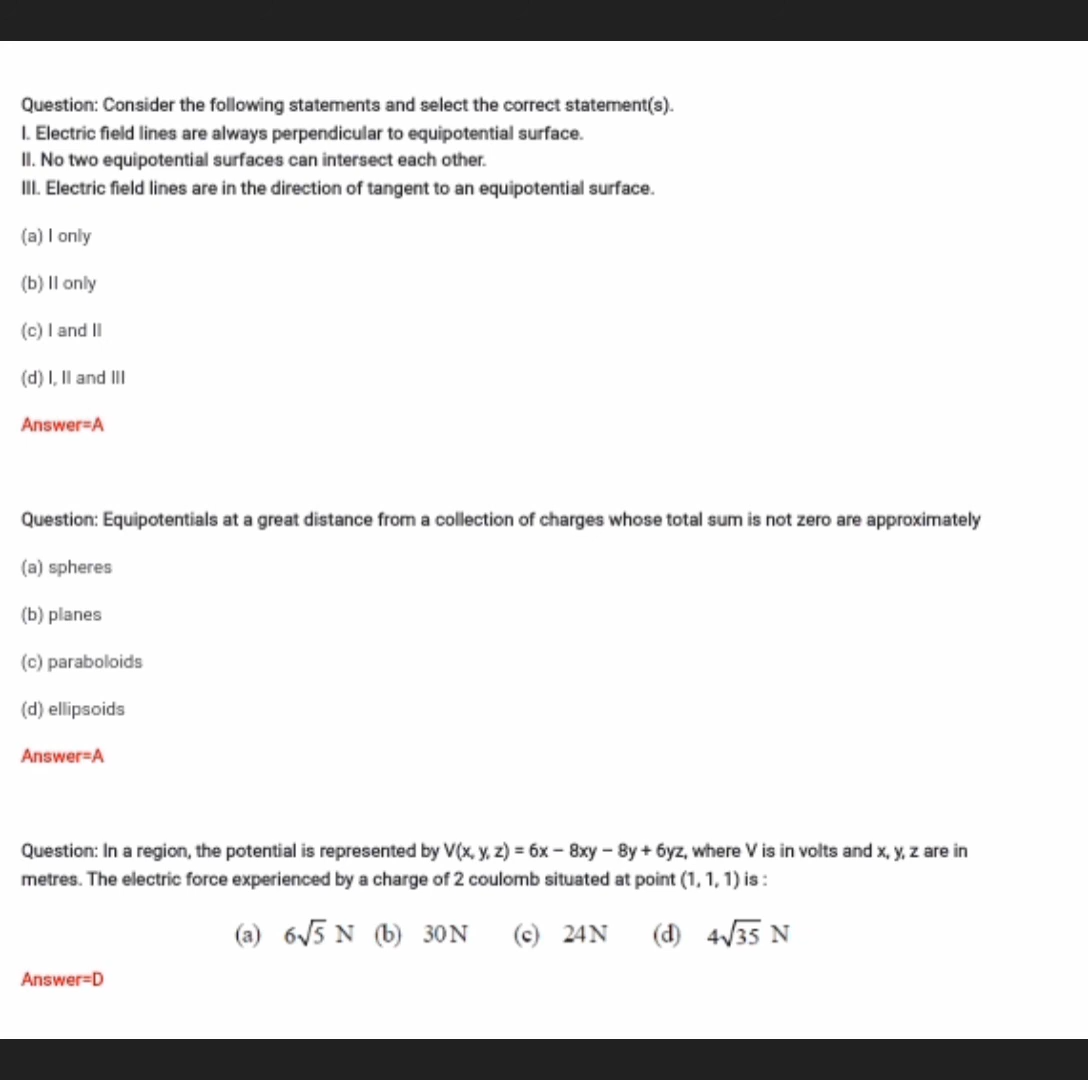 Question: Consider the following statements and select the correct statement(s).
I. Electric field lines are always perpendicular to equipotential surface.
II. No two equipotential surfaces can intersect each other.
III. Electric field lines are in the direction of tangent to an equipotential surface.
(a) I only
(b) II only
(c) I and II
(d) I, II and III
Answer=A
Question: Equipotentials at a great distance from a collection of charges whose total sum is not zero are approximately
(a) spheres
(b) planes
(c) paraboloids
(d) ellipsoids
Answer=A
Question: In a region, the potential is represented by V(x, y, z) = 6x – 8xy – 8y + 6yz, where V is in volts and x, y, z are in
metres. The electric force experienced by a charge of 2 coulomb situated at point (1, 1, 1) is :
(a) 6√5 N (b) 30N (c) 24N (d) 4√35 N
Answer=D